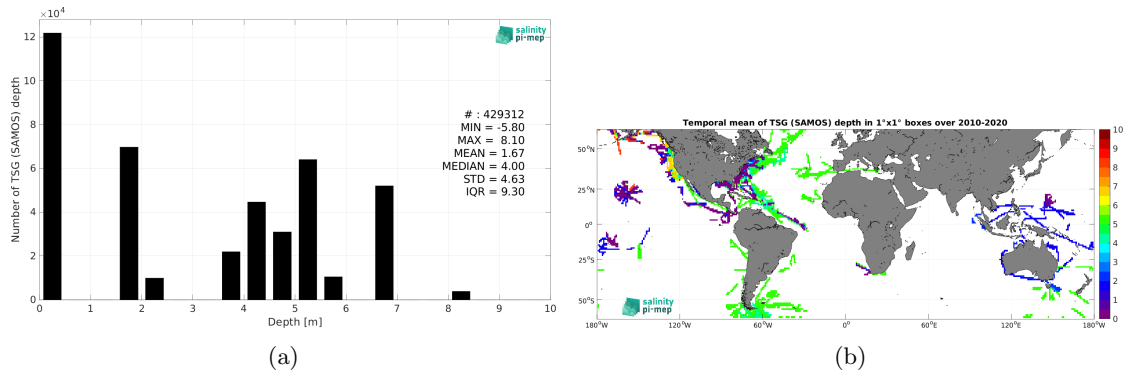 ×10⁴
12
10
8
6
4
2
0
0 1 2 3 4 5 6 7 8 9 10
Number of TSG (SAMOS) depth
Depth [m]
salinity
pi-mep
# : 429312
MIN = -5.80
MAX = 8.10
MEAN = 1.67
MEDIAN = 4.00
STD = 4.63
IQR = 9.30
(a)
Temporal mean of TSG (SAMOS) depth in 1°x1° boxes over 2010-2020
50°N
25°N
0°
25°S
50°S
180°W 120°W 60°W 0° 60°E 120°E 180°W
10
9
8
7
6
5
4
3
2
1
0
salinity
pi-mep
(b)